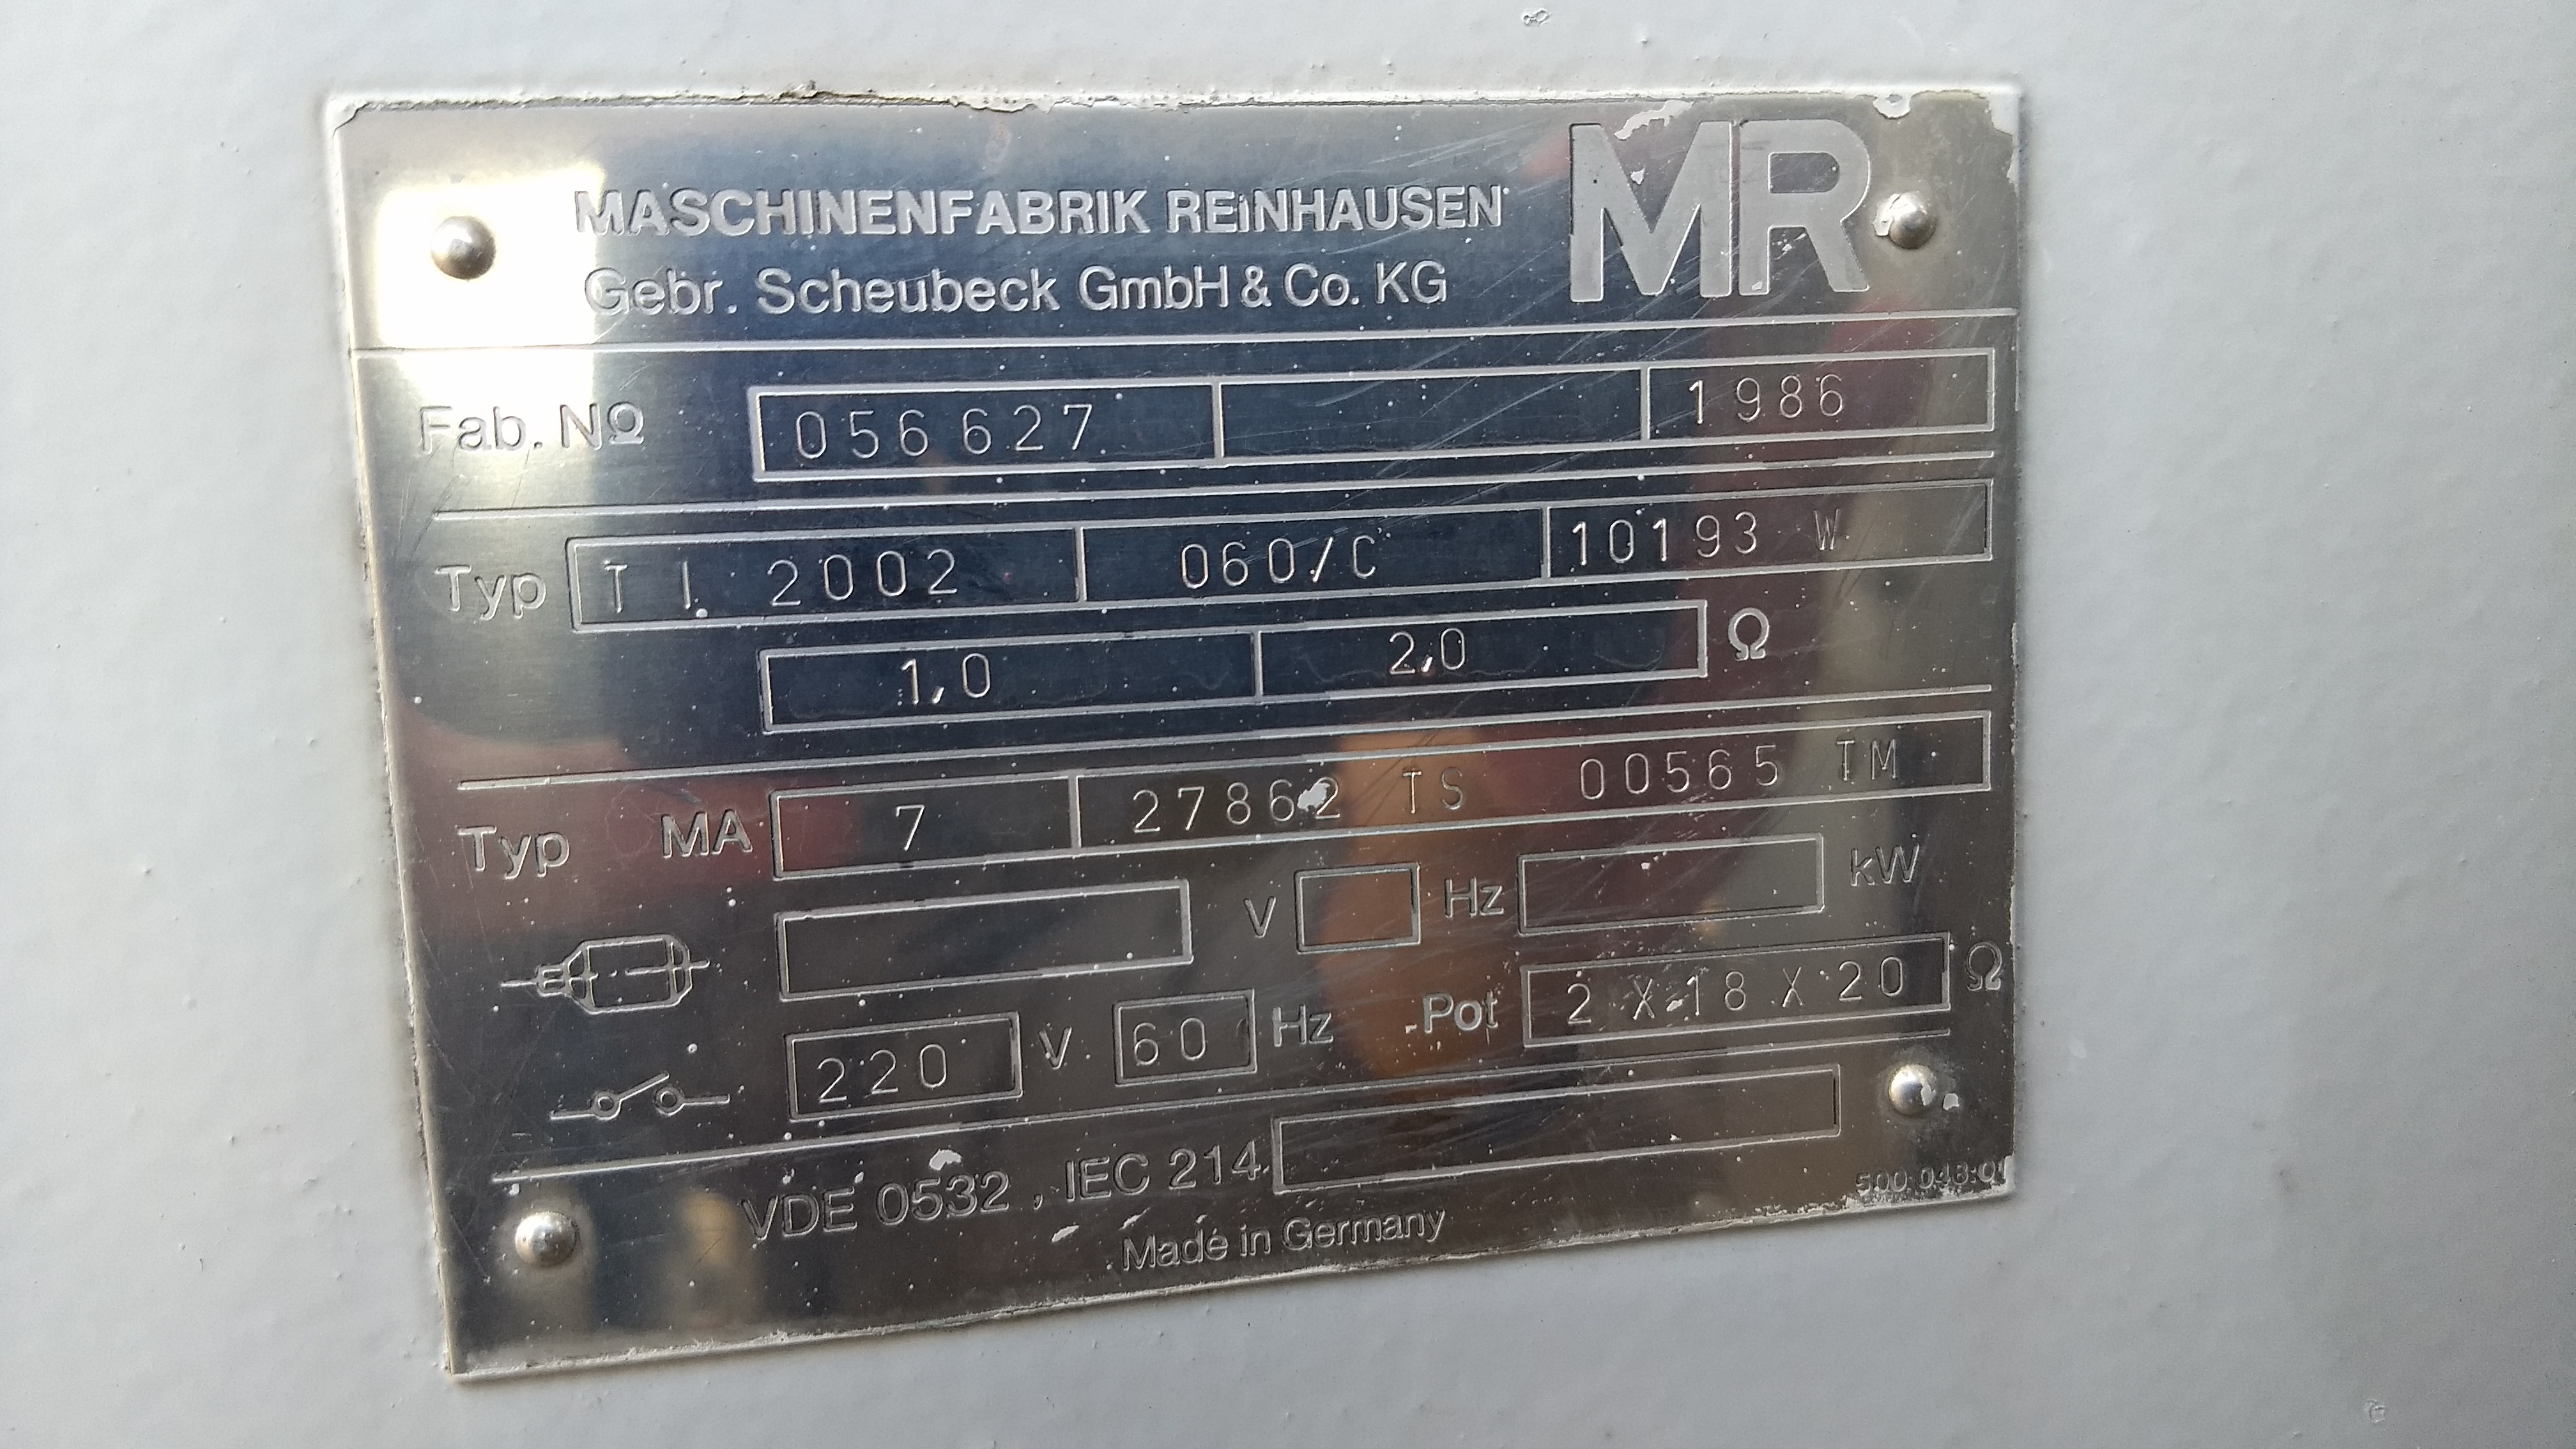 MASCHINENFABRIK REINHAUSEN MR
Gebr. Scheubeck GmbH & Co. KG
Fab. Nº 056627 1986
Typ T I 2002 060/C 10193 W
1,0 2,0 Ω
Typ MA 7 27862 TS 00565 TM
V Hz kW
220 V 60 Hz Pot 2 X 18 X 20 Ω
VDE 0532 , IEC 214
Made in Germany